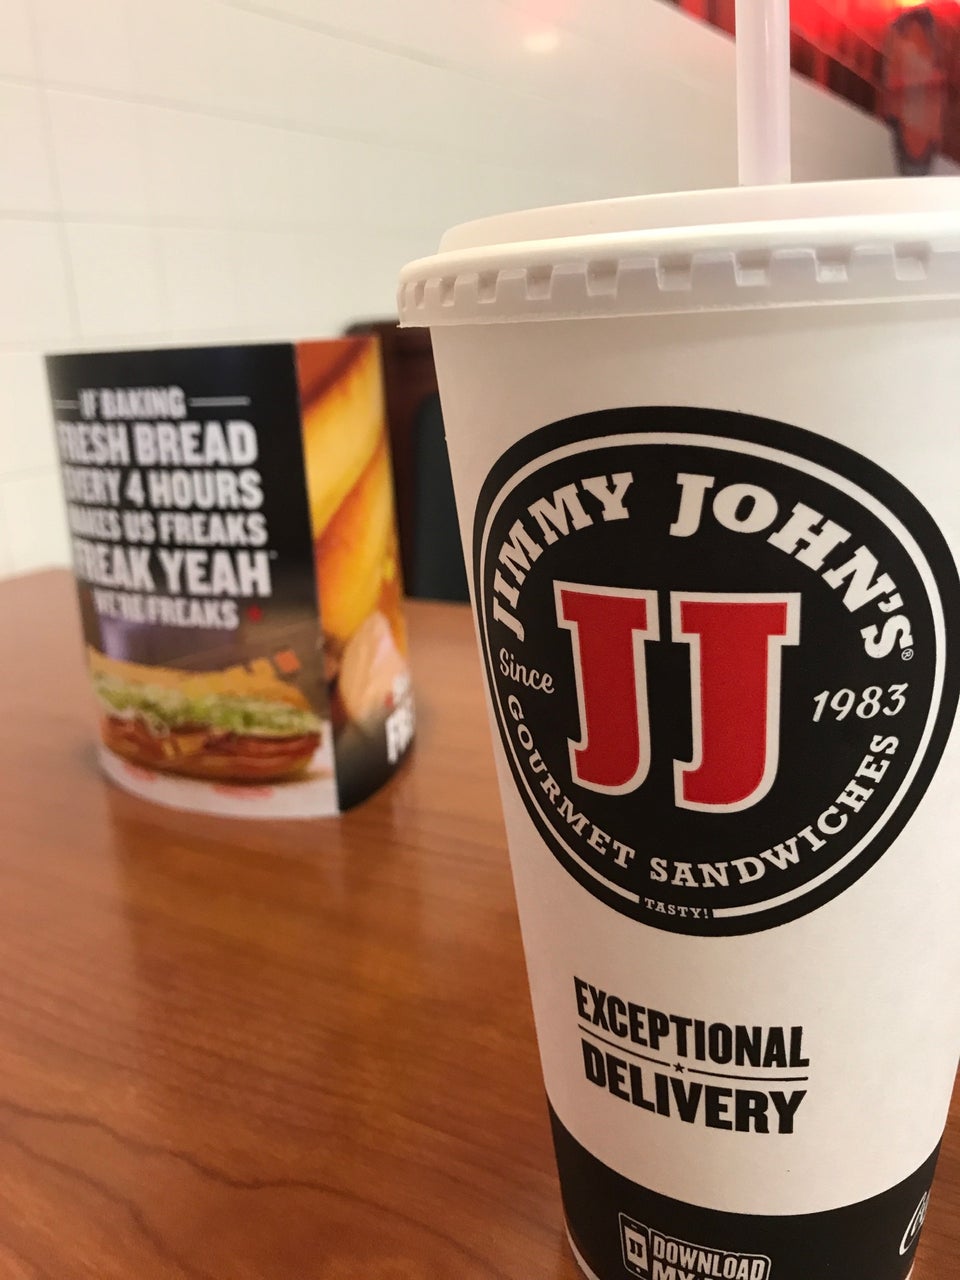 IF BAKING
FRESH BREAD
EVERY 4 HOURS
MAKES US FREAKS
FREAK YEAH
WE'RE FREAKS
JIMMY JOHN'S®
JJ
Since 1983
GOURMET SANDWICHES
TASTY!
EXCEPTIONAL
DELIVERY
JJ
DOWNLOAD
MY